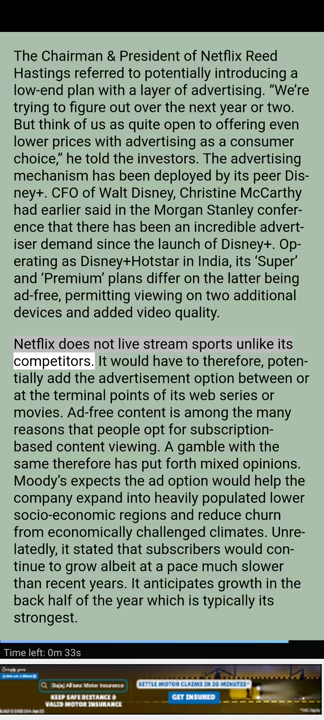 The Chairman & President of Netflix Reed
Hastings referred to potentially introducing a
low-end plan with a layer of advertising. “We’re
trying to figure out over the next year or two.
But think of us as quite open to offering even
lower prices with advertising as a consumer
choice,” he told the investors. The advertising
mechanism has been deployed by its peer Dis-
ney+. CFO of Walt Disney, Christine McCarthy
had earlier said in the Morgan Stanley confer-
ence that there has been an incredible advert-
iser demand since the launch of Disney+. Op-
erating as Disney+Hotstar in India, its ‘Super’
and ‘Premium’ plans differ on the latter being
ad-free, permitting viewing on two additional
devices and added video quality.
Netflix does not live stream sports unlike its
competitors. It would have to therefore, poten-
tially add the advertisement option between or
at the terminal points of its web series or
movies. Ad-free content is among the many
reasons that people opt for subscription-
based content viewing. A gamble with the
same therefore has put forth mixed opinions.
Moody’s expects the ad option would help the
company expand into heavily populated lower
socio-economic regions and reduce churn
from economically challenged climates. Unre-
latedly, it stated that subscribers would con-
tinue to grow albeit at a pace much slower
than recent years. It anticipates growth in the
back half of the year which is typically its
strongest.
Time left: 0m 33s
Bajaj Allianz Motor Insurance
KEEP SAFE DISTANCE &
VALID MOTOR INSURANCE
SETTLE MOTOR CLAIMS IN 20 MINUTES*
GET INSURED